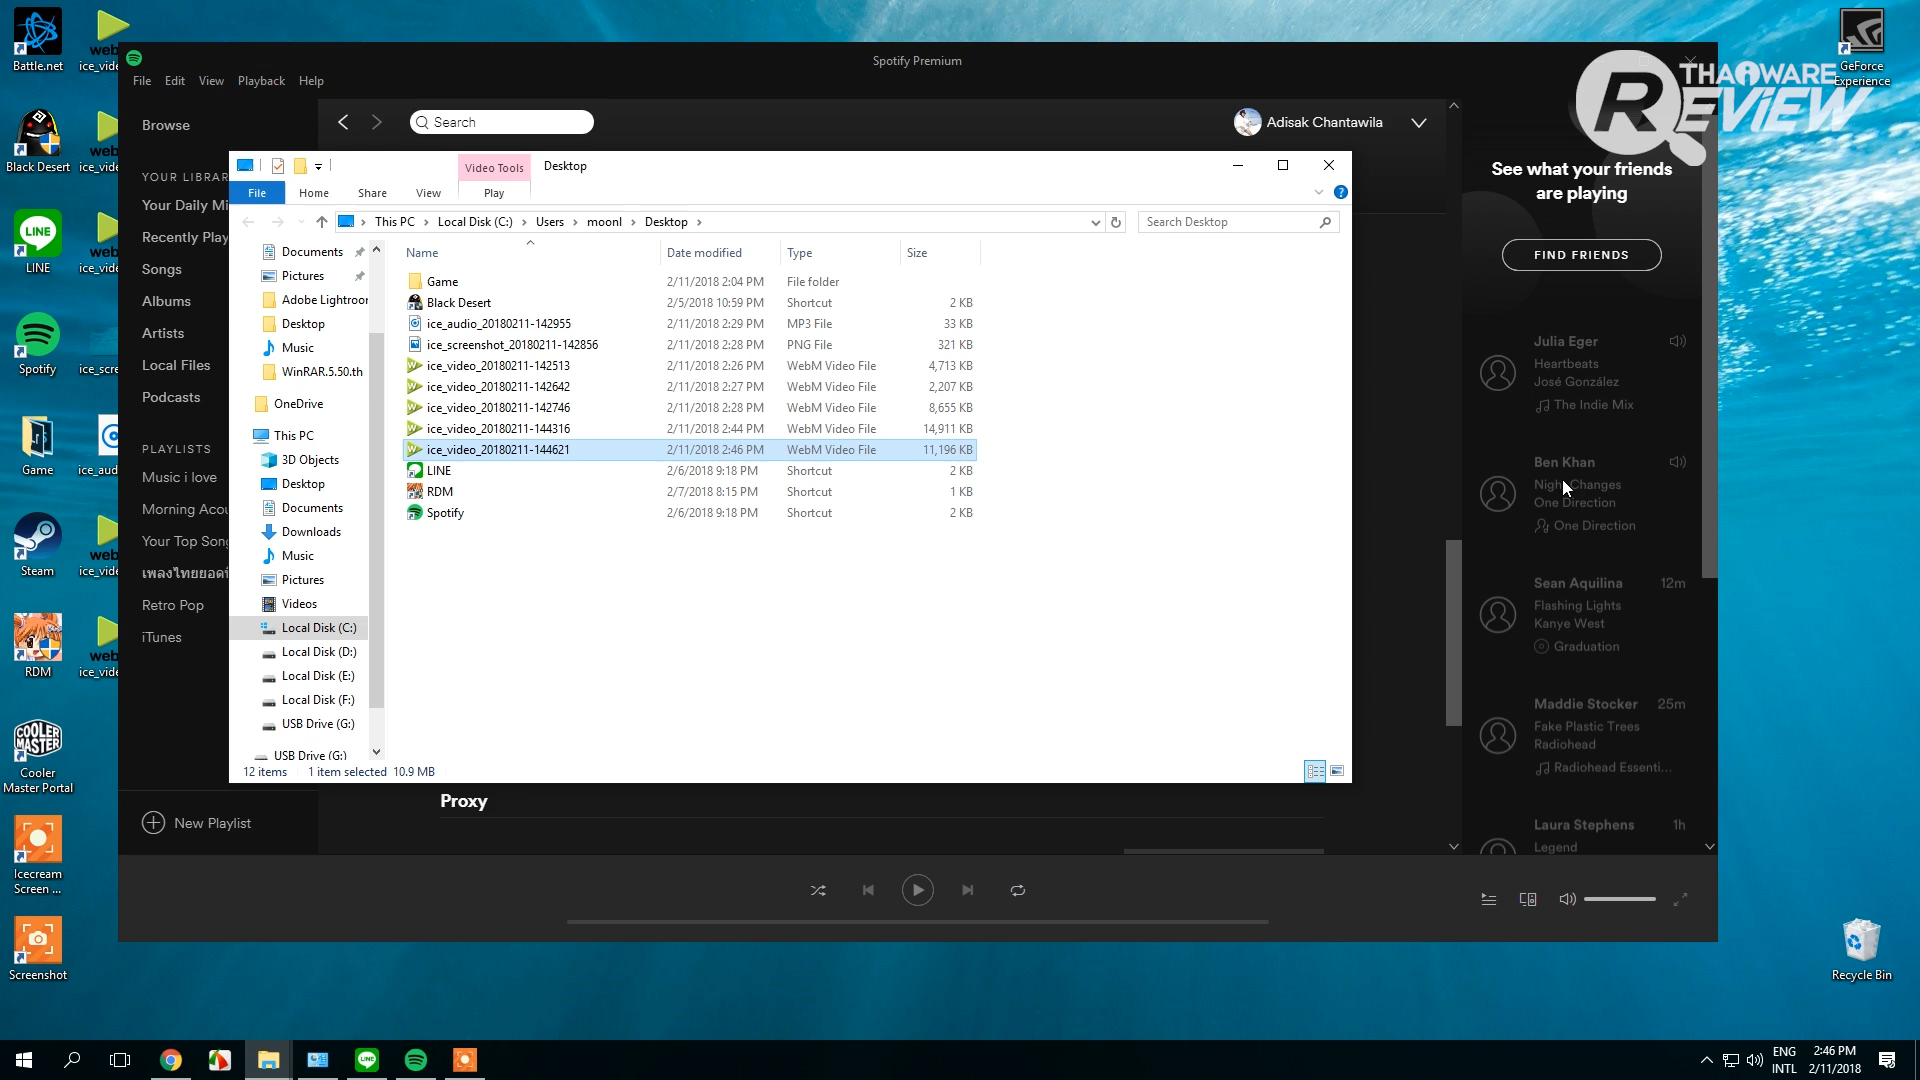 Battle.net
web
ice_vide
Spotify Premium
GeForce
Experience
THAIWARE
REVIEW
File Edit View Playback Help
Browse
Search
Adisak Chantawila
Black Desert
ice_vide
YOUR LIBRAR
Your Daily Mi
Recently Play
Songs
Albums
Artists
Local Files
Podcasts
PLAYLISTS
Music i love
Morning Acou
Your Top Song
Retro Pop
iTunes
New Playlist
LINE
ice_vide
Spotify
ice_scre
Game
ice_aud
Steam
web
ice_vide
RDM
web
ice_vide
COOLER
MASTER
Cooler
Master Portal
Icecream
Screen ...
Screenshot
Video Tools
Desktop
File Home Share View Play
This PC Local Disk (C:) Users moonl Desktop
Search Desktop
Documents
Pictures
Adobe Lightroor
Desktop
Music
WinRAR.5.50.th
OneDrive
This PC
3D Objects
Desktop
Documents
Downloads
Music
Pictures
Videos
Local Disk (C:)
Local Disk (D:)
Local Disk (E:)
Local Disk (F:)
USB Drive (G:)
USB Drive (G:)
Name Date modified Type Size
Game 2/11/2018 2:04 PM File folder
Black Desert 2/5/2018 10:59 PM Shortcut 2 KB
ice_audio_20180211-142955 2/11/2018 2:29 PM MP3 File 33 KB
ice_screenshot_20180211-142856 2/11/2018 2:28 PM PNG File 321 KB
ice_video_20180211-142513 2/11/2018 2:26 PM WebM Video File 4,713 KB
ice_video_20180211-142642 2/11/2018 2:27 PM WebM Video File 2,207 KB
ice_video_20180211-142746 2/11/2018 2:28 PM WebM Video File 8,655 KB
ice_video_20180211-144316 2/11/2018 2:44 PM WebM Video File 14,911 KB
ice_video_20180211-144621 2/11/2018 2:46 PM WebM Video File 11,196 KB
LINE 2/6/2018 9:18 PM Shortcut 2 KB
RDM 2/7/2018 8:15 PM Shortcut 1 KB
Spotify 2/6/2018 9:18 PM Shortcut 2 KB
12 items 1 item selected 10.9 MB
Proxy
See what your friends
are playing
FIND FRIENDS
Julia Eger
Heartbeats
José González
The Indie Mix
Ben Khan
Night Changes
One Direction
One Direction
Sean Aquilina 12m
Flashing Lights
Kanye West
Graduation
Maddie Stocker 25m
Fake Plastic Trees
Radiohead
Radiohead Essenti...
Laura Stephens 1h
Legend
Recycle Bin
ENG
INTL
2:46 PM
2/11/2018